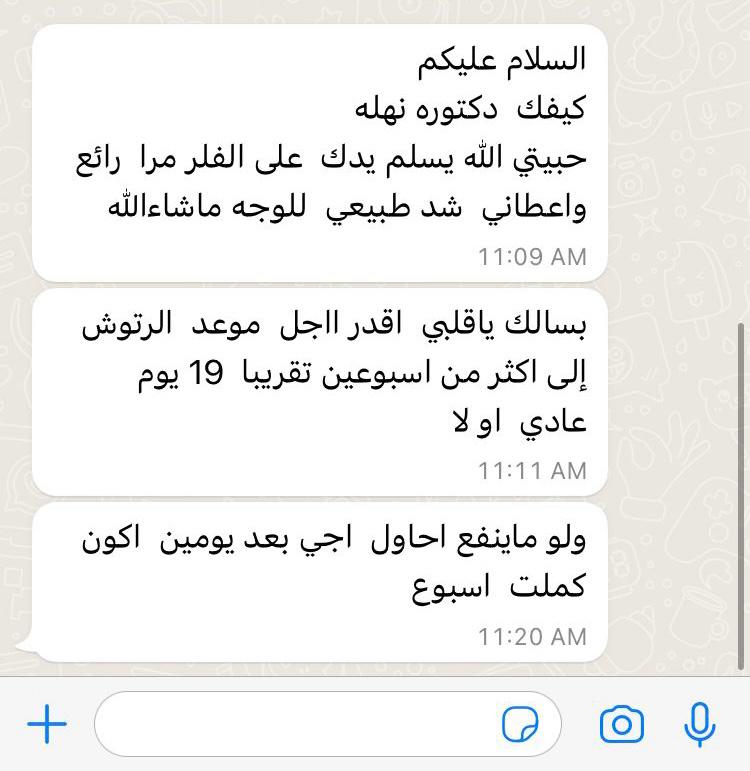 السلام عليكم
كيفك دكتوره نهله
حبيتي الله يسلم يدك على الفلر مرا رائع
واعطاني شد طبيعي للوجه ماشاءالله
11:09 AM
بسالك ياقلبي اقدر ااجل موعد الرتوش
إلى اكثر من اسبوعين تقريبا 19 يوم
عادي او لا
11:11 AM
ولو ماينفع احاول اجي بعد يومين اكون
كملت اسبوع
11:20 AM